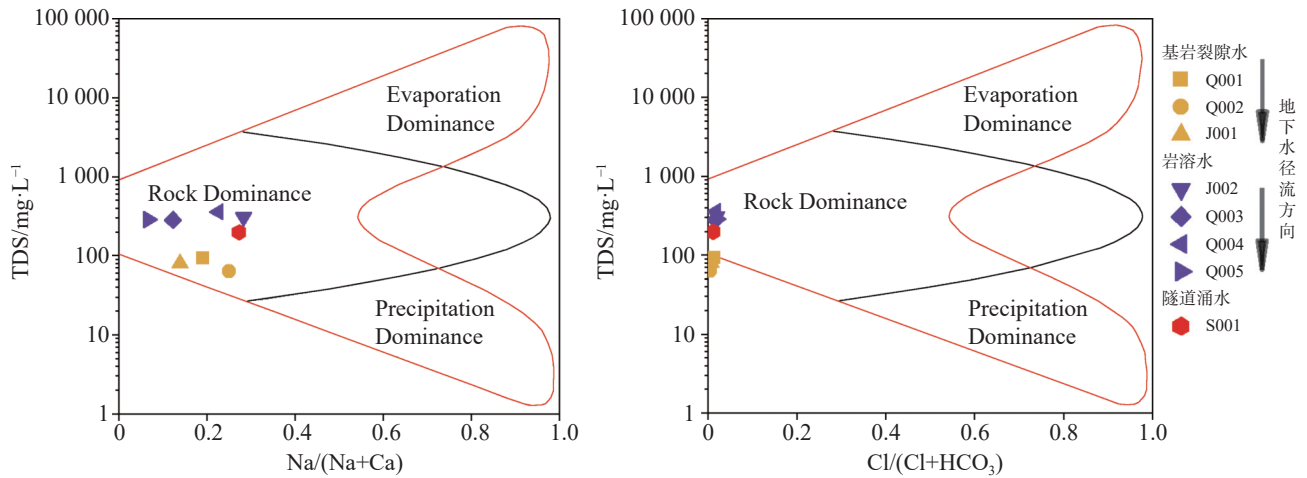 100 000
10 000
1 000
100
10
1
TDS/mg·L⁻¹
Evaporation
Dominance
Rock Dominance
Precipitation
Dominance
0
0.2
0.4
0.6
0.8
1.0
Na/(Na+Ca)
100 000
10 000
1 000
100
10
1
TDS/mg·L⁻¹
Evaporation
Dominance
Rock Dominance
Precipitation
Dominance
0
0.2
0.4
0.6
0.8
1.0
Cl/(Cl+HCO₃)
基岩裂隙水
Q001
Q002
J001
岩溶水
J002
Q003
Q004
Q005
隧道涌水
S001
地下水径流方向